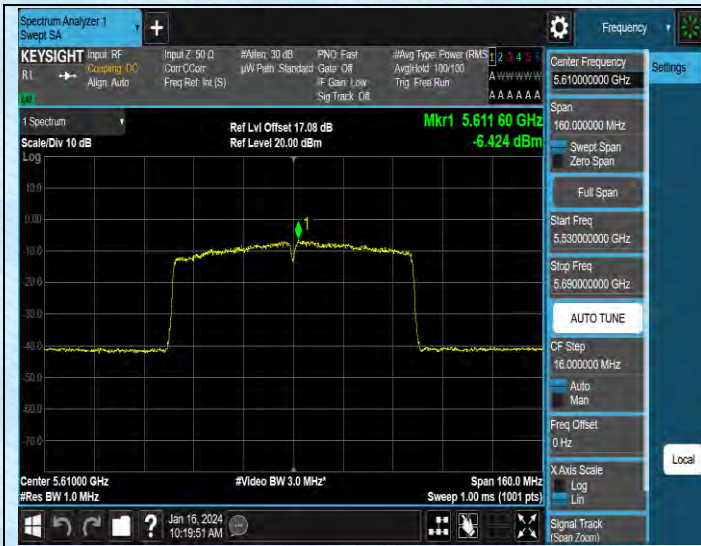 Spectrum Analyzer 1
Swept SA
+
Frequency
KEYSIGHT
RL
Input: RF
Coupling: DC
Align: Auto
Input Z: 50 Ω
Corr CCorr
Freq Ref: Int (S)
#Atten: 30 dB
µW Path: Standard
PNO: Fast
Gate: Off
IF Gain: Low
Sig Track: Off
#Avg Type: Power (RMS
Avg|Hold: 100/100
Trig: Free Run
1 2 3 4 5 6
A W W W W W
A A A A A A
Settings
1 Spectrum
Scale/Div 10 dB
Ref Lvl Offset 17.08 dB
Ref Level 20.00 dBm
Mkr1 5.611 60 GHz
-6.424 dBm
Log
10.0
0.00
-10.0
-20.0
-30.0
-40.0
-50.0
-60.0
-70.0
1
Center 5.61000 GHz
#Res BW 1.0 MHz
#Video BW 3.0 MHz*
Span 160.0 MHz
Sweep 1.00 ms (1001 pts)
Jan 16, 2024
10:19:51 AM
Center Frequency
5.610000000 GHz
Span
160.000000 MHz
Swept Span
Zero Span
Full Span
Start Freq
5.530000000 GHz
Stop Freq
5.690000000 GHz
AUTO TUNE
CF Step
16.000000 MHz
Auto
Man
Freq Offset
0 Hz
X Axis Scale
Log
Lin
Signal Track
(Span Zoom)
Local